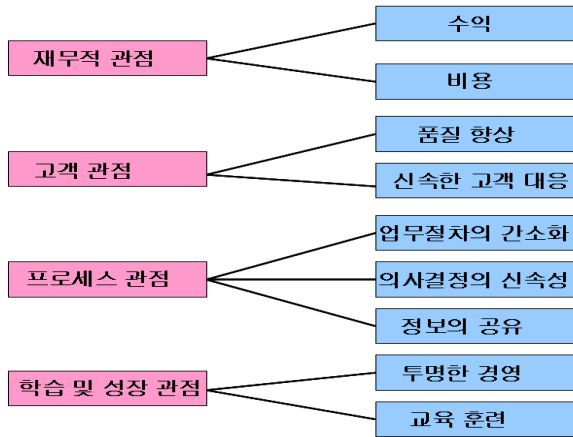 재무적 관점
수익
비용
고객 관점
품질 향상
신속한 고객 대응
프로세스 관점
업무절차의 간소화
의사결정의 신속성
정보의 공유
학습 및 성장 관점
투명한 경영
교육 훈련